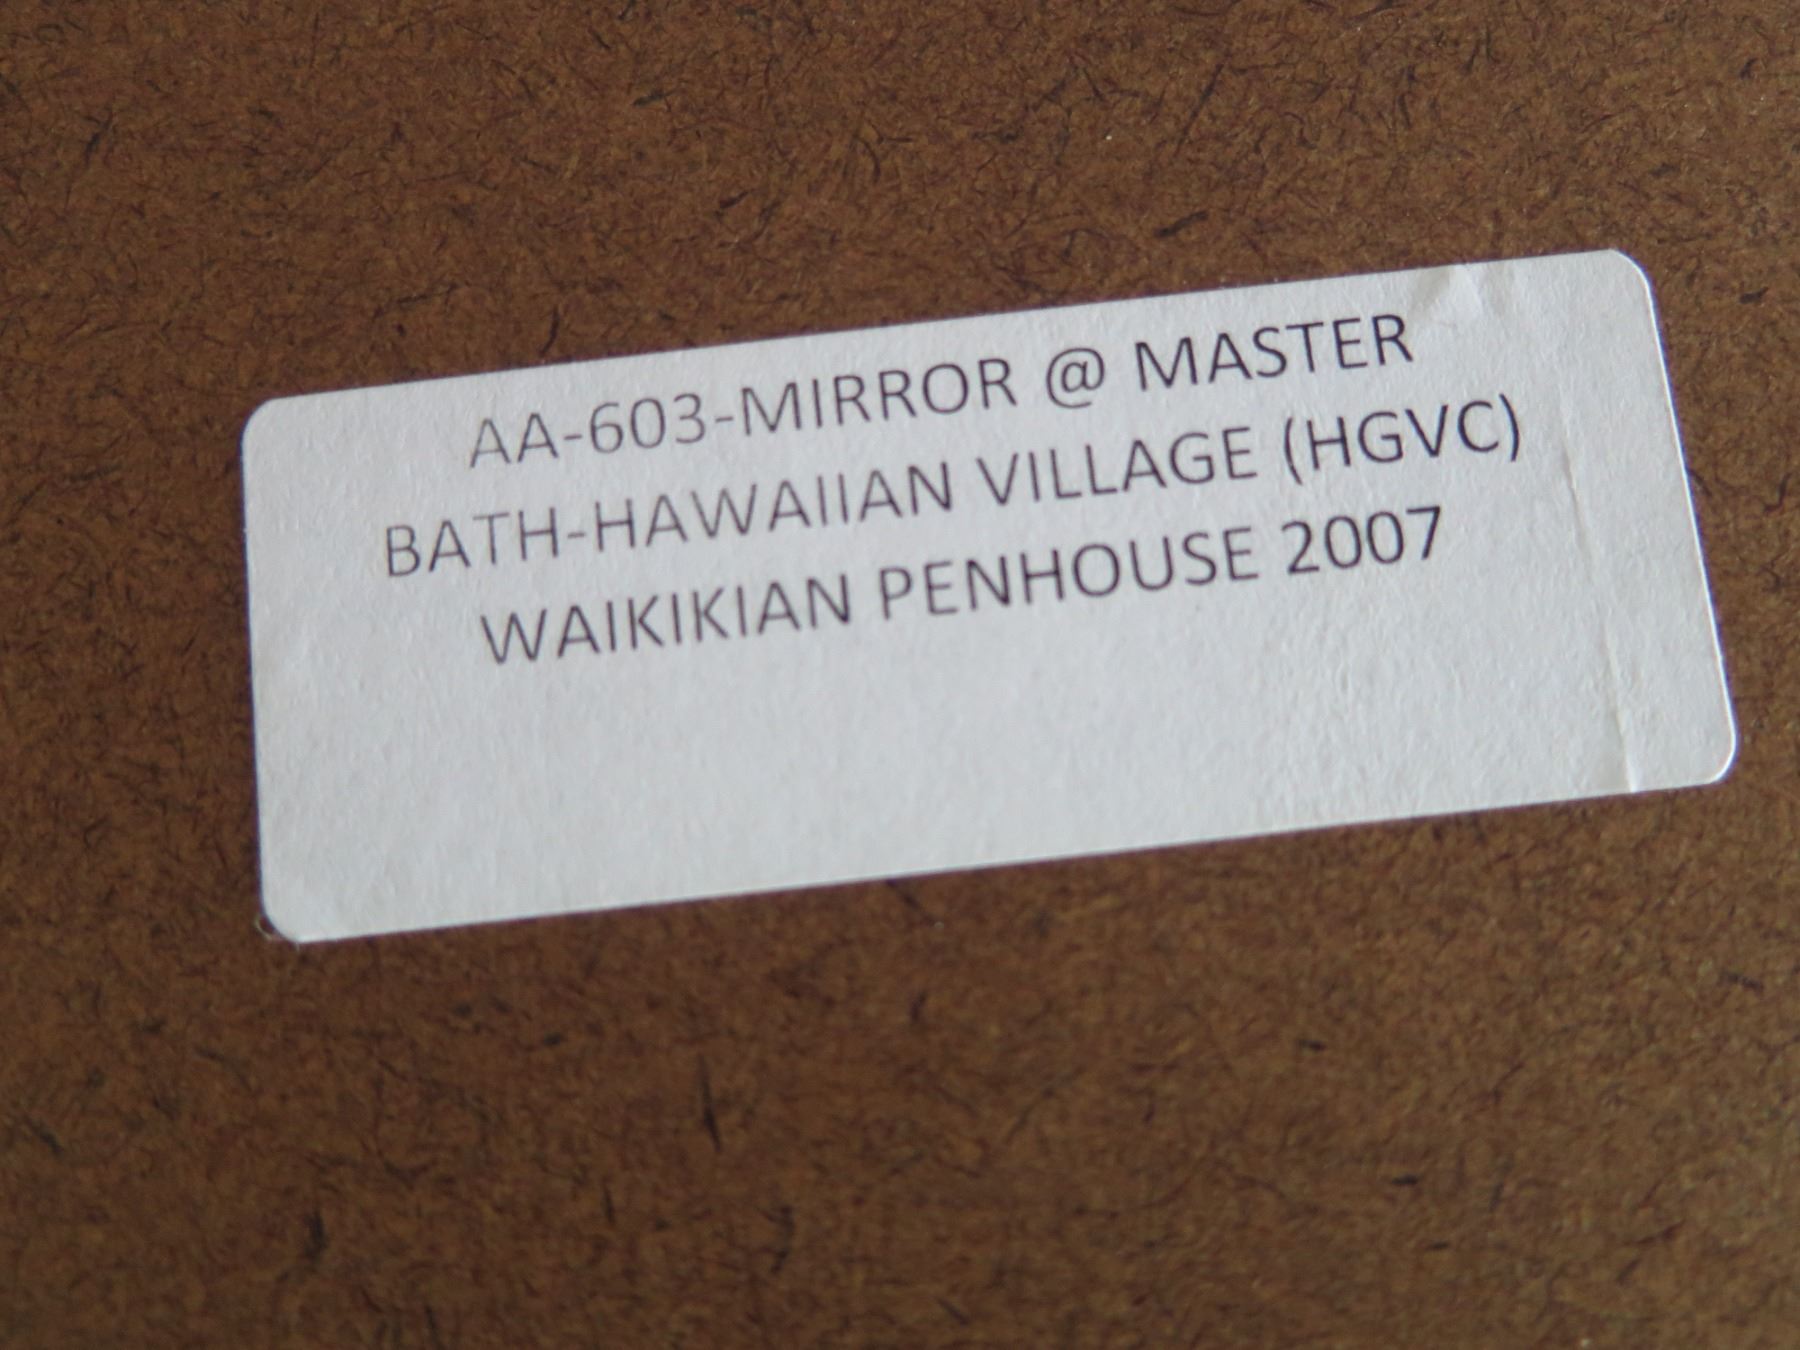 AA-603-MIRROR @ MASTER
BATH-HAWAIIAN VILLAGE (HGVC)
WAIKIKIAN PENHOUSE 2007